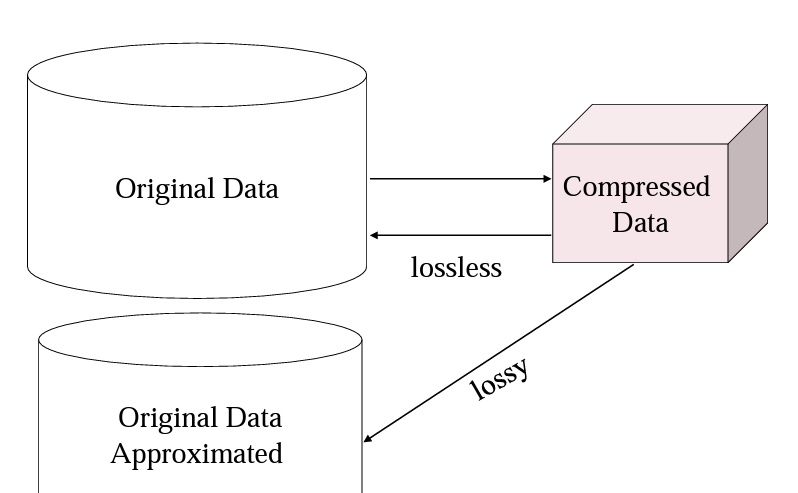 Original Data
Compressed
Data
lossless
lossy
Original Data
Approximated